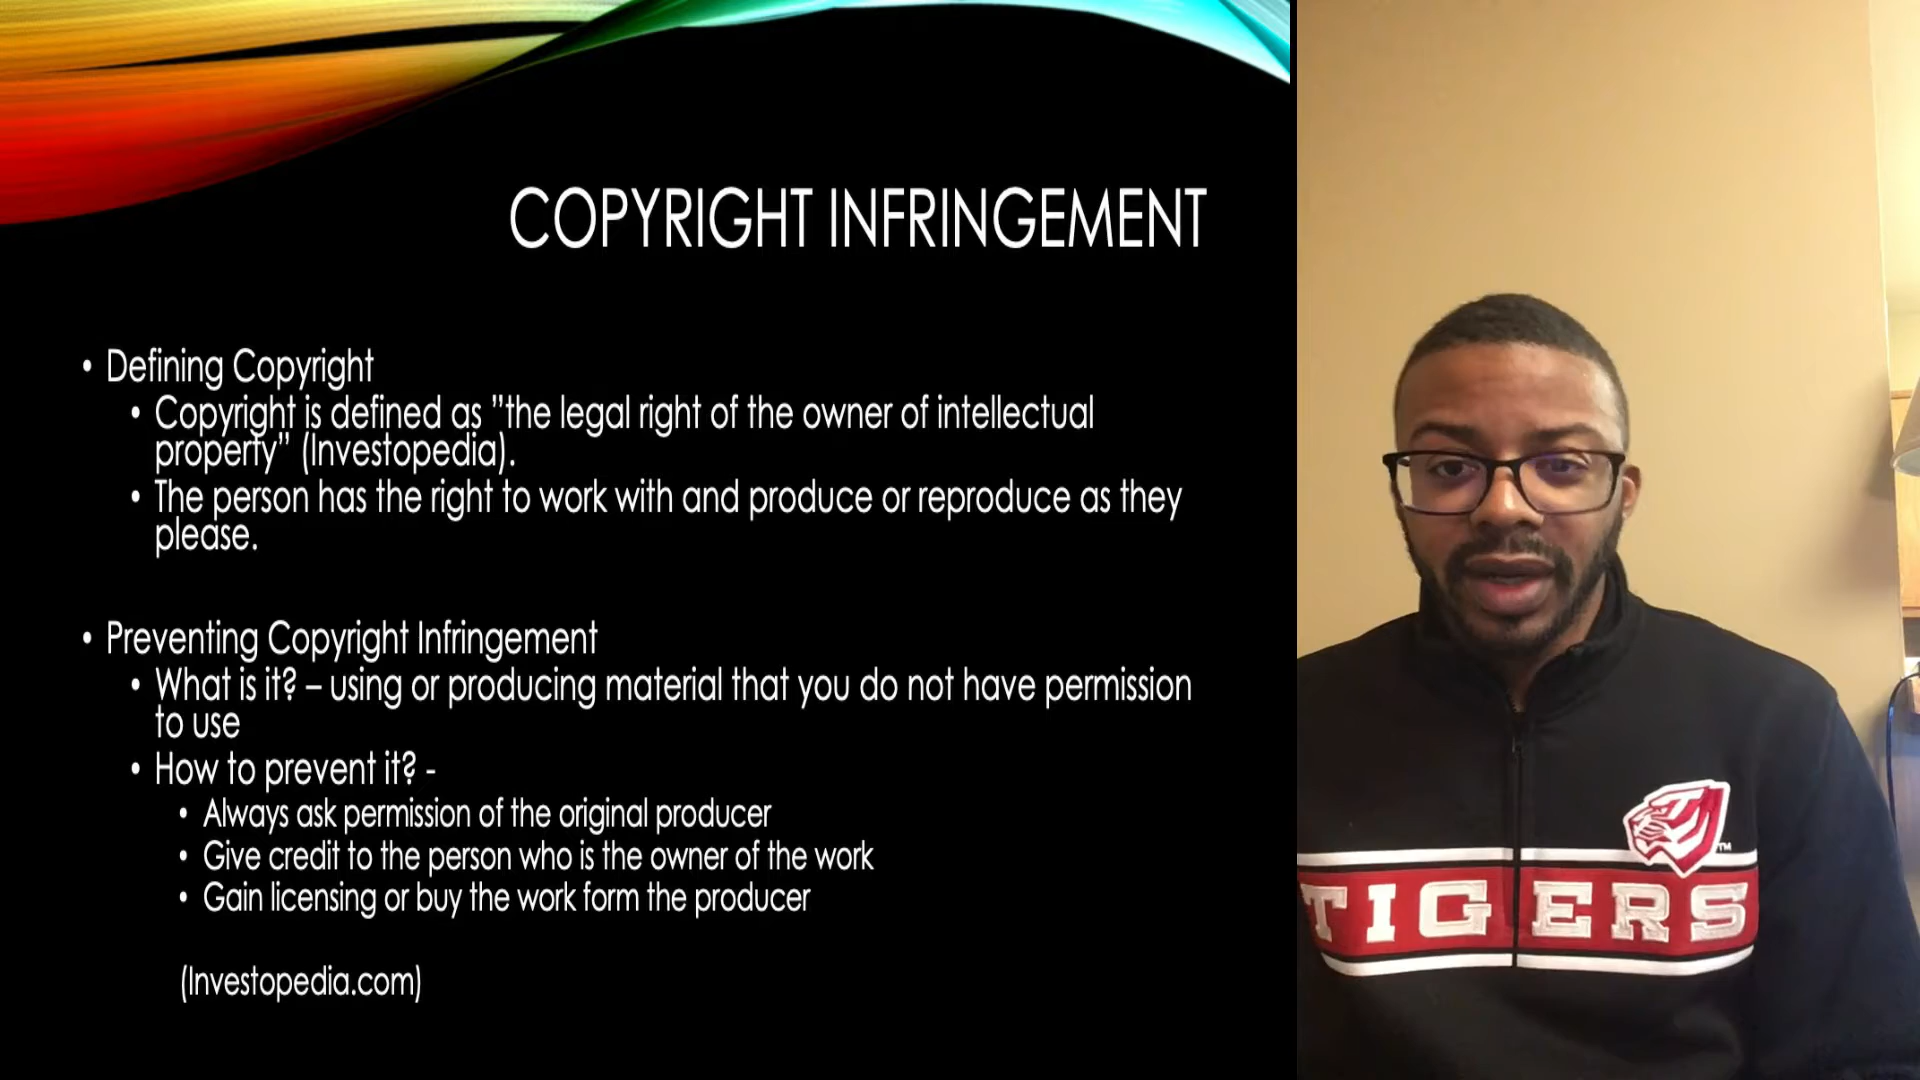 COPYRIGHT INFRINGEMENT
• Defining Copyright
• Copyright is defined as ”the legal right of the owner of intellectual
property” (Investopedia).
• The person has the right to work with and produce or reproduce as they
please.
• Preventing Copyright Infringement
• What is it? – using or producing material that you do not have permission
to use
• How to prevent it? -
• Always ask permission of the original producer
• Give credit to the person who is the owner of the work
• Gain licensing or buy the work form the producer
(Investopedia.com)
TM
TIGERS